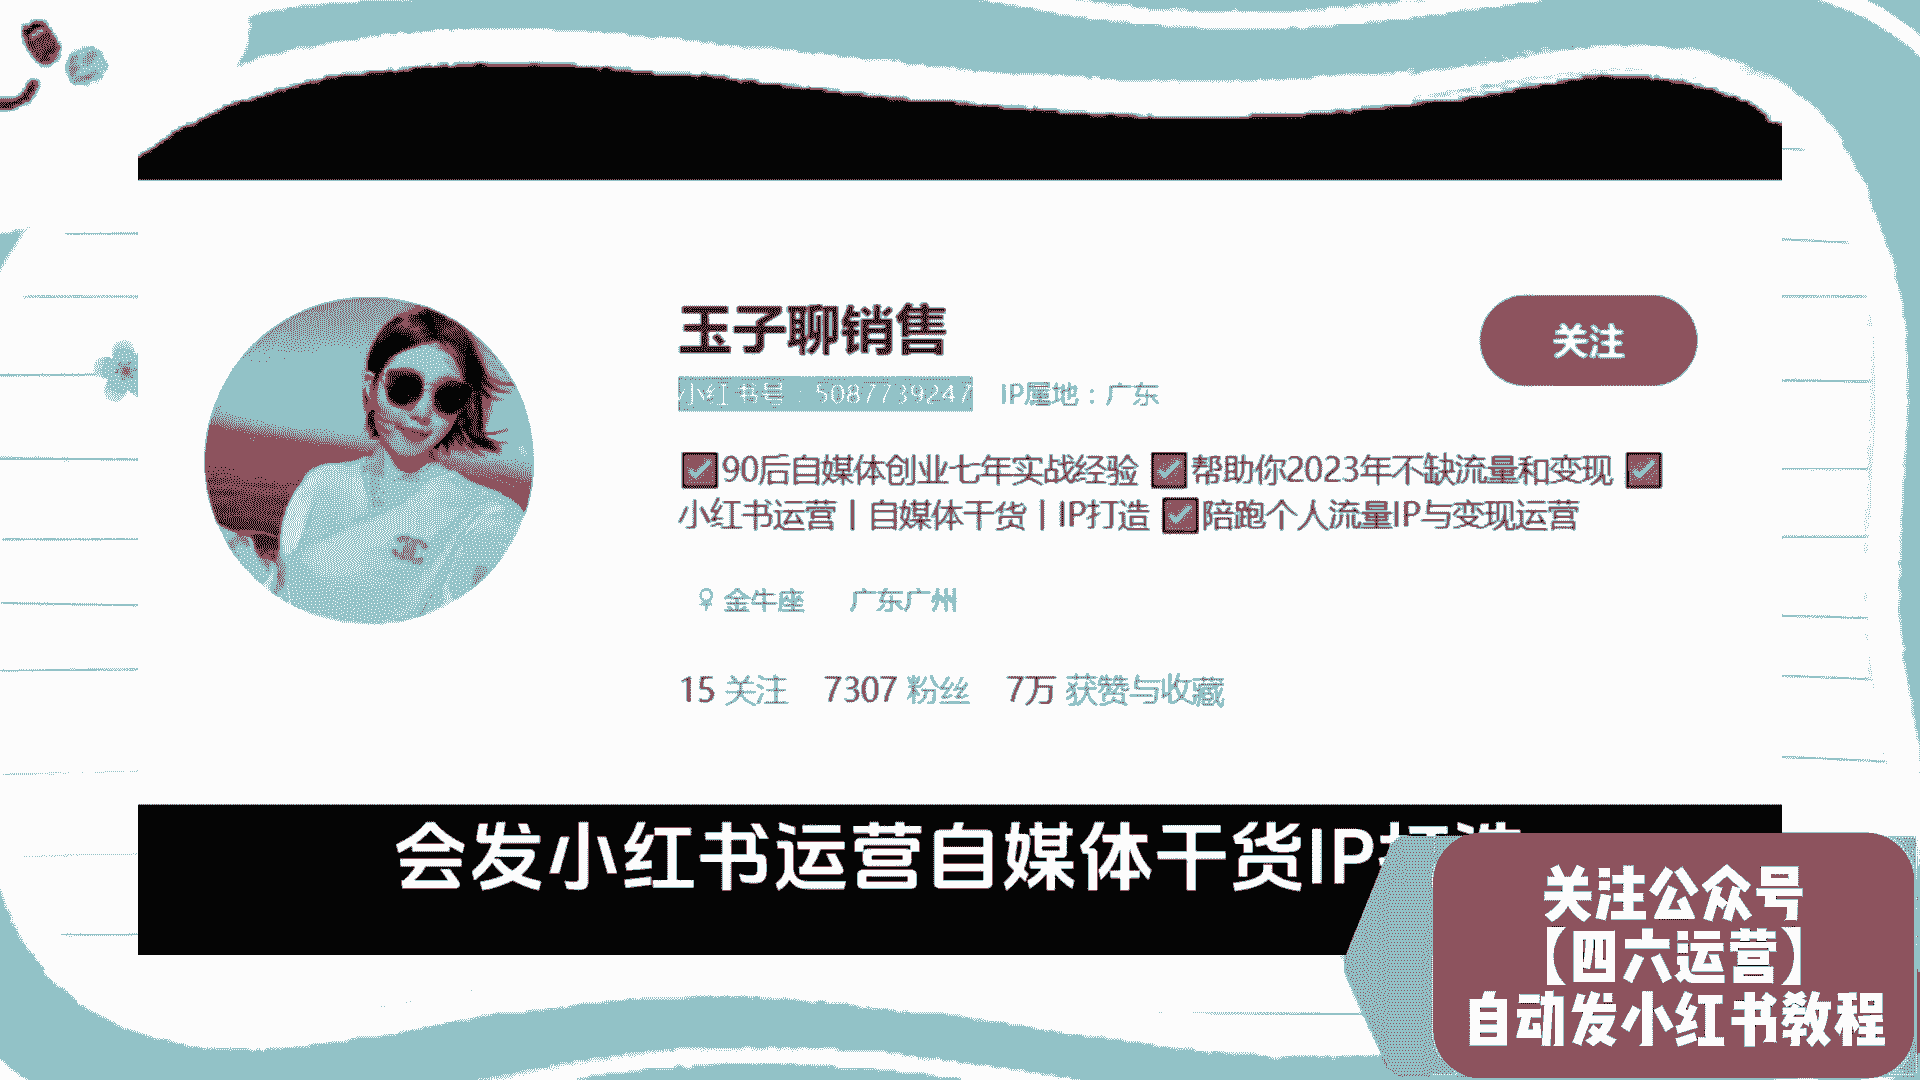 玉子聊销售
关注
小红书号：5087739247 IP属地：广东
✅90后自媒体创业七年实战经验 ✅帮助你2023年不缺流量和变现 ✅
小红书运营丨自媒体干货丨IP打造 ✅陪跑个人流量IP与变现运营
♀ 金牛座 广东广州
15 关注 7307 粉丝 7万 获赞与收藏
会发小红书运营自媒体干货IP打造
关注公众号
【四六运营】
自动发小红书教程